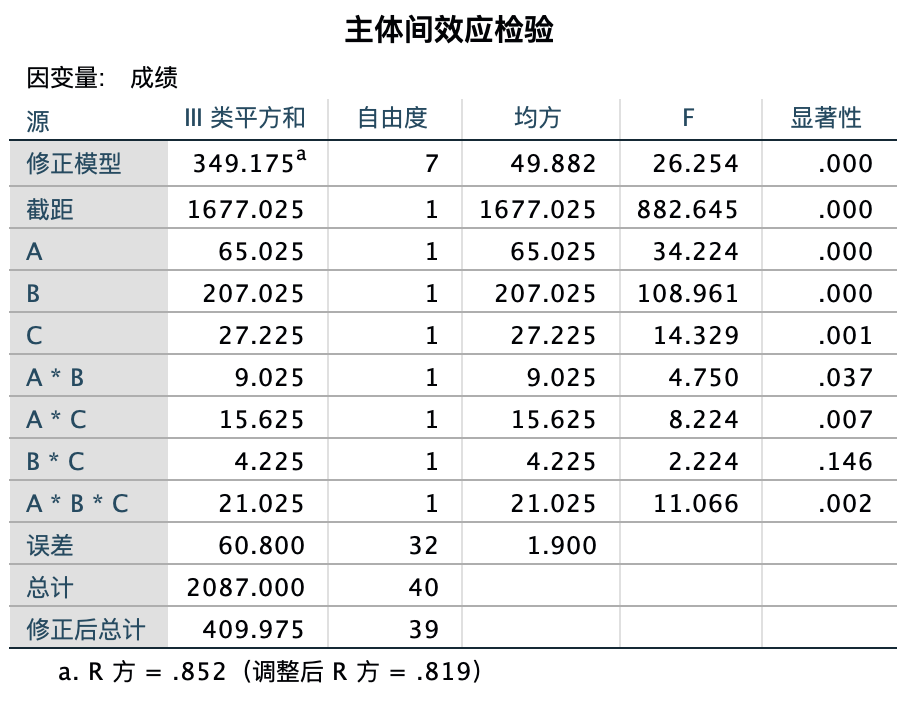 主体间效应检验
因变量: 成绩
源 III 类平方和 自由度 均方 F 显著性
修正模型 349.175a 7 49.882 26.254 .000
截距 1677.025 1 1677.025 882.645 .000
A 65.025 1 65.025 34.224 .000
B 207.025 1 207.025 108.961 .000
C 27.225 1 27.225 14.329 .001
A * B 9.025 1 9.025 4.750 .037
A * C 15.625 1 15.625 8.224 .007
B * C 4.225 1 4.225 2.224 .146
A * B * C 21.025 1 21.025 11.066 .002
误差 60.800 32 1.900
总计 2087.000 40
修正后总计 409.975 39
a. R 方 = .852（调整后 R 方 = .819）